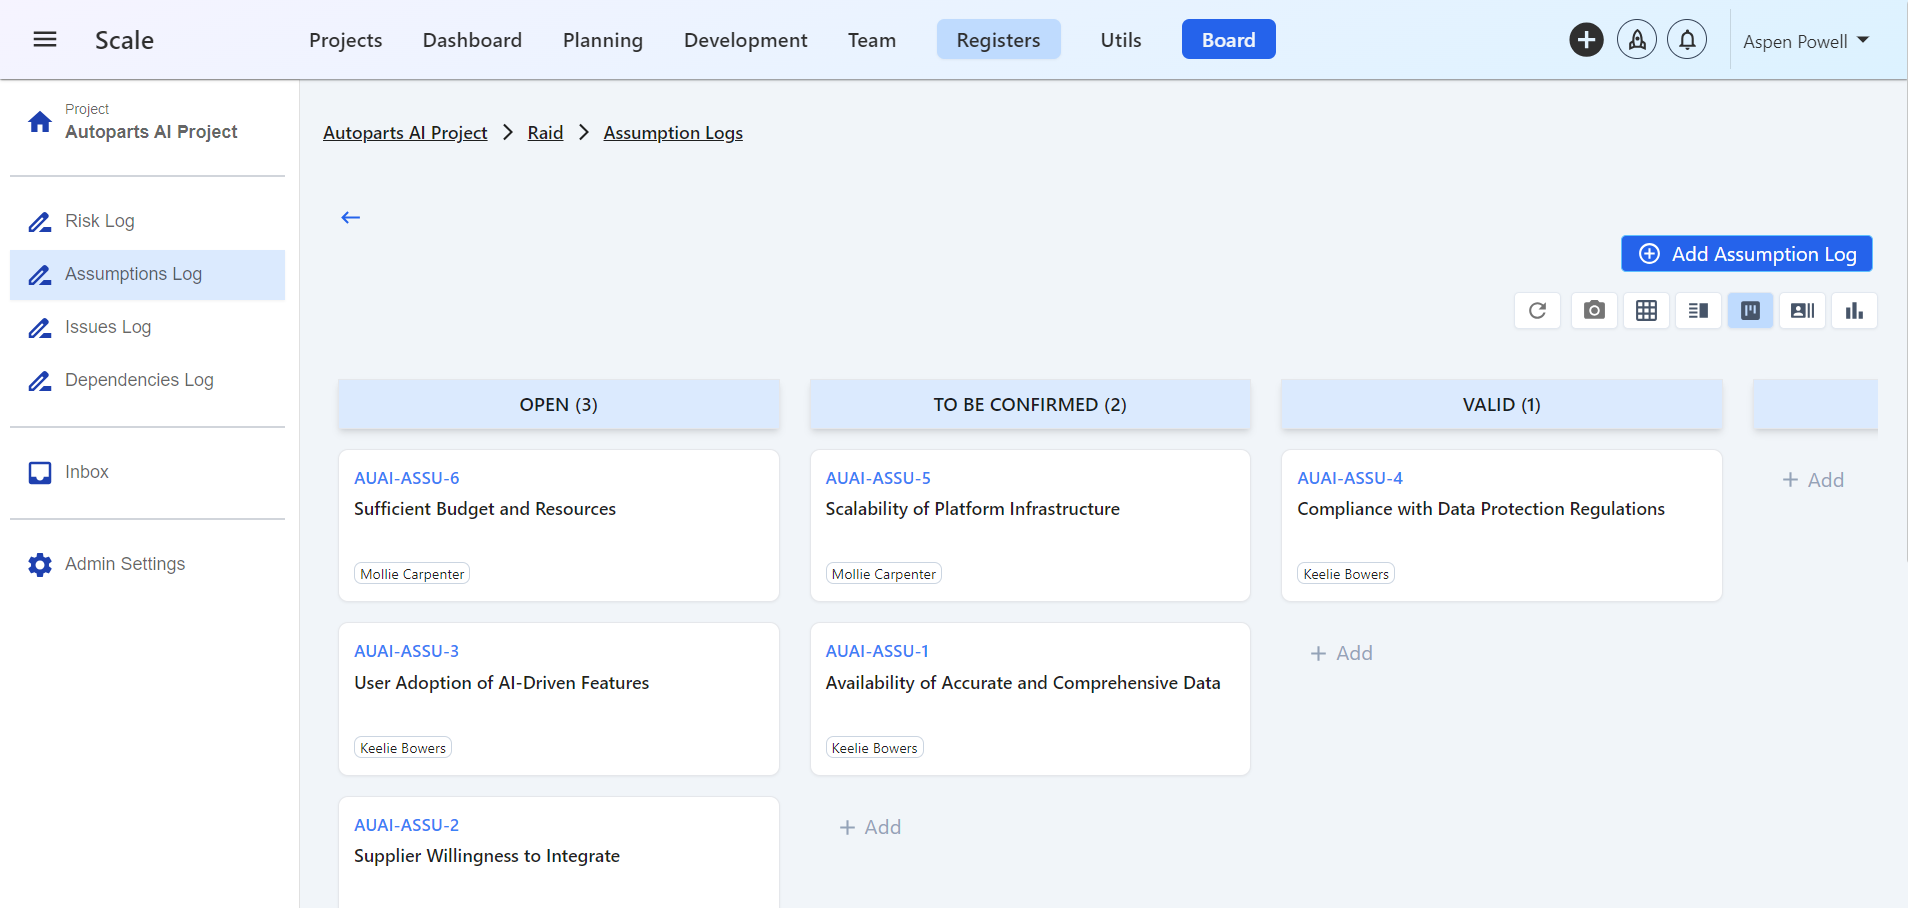 Scale
Projects Dashboard Planning Development Team Registers Utils Board
Aspen Powell
Project
Autoparts AI Project
Risk Log
Assumptions Log
Issues Log
Dependencies Log
Inbox
Admin Settings
Autoparts AI Project > Raid > Assumption Logs
Add Assumption Log
OPEN (3)
AUAI-ASSU-6
Sufficient Budget and Resources
Mollie Carpenter
AUAI-ASSU-3
User Adoption of AI-Driven Features
Keelie Bowers
AUAI-ASSU-2
Supplier Willingness to Integrate
TO BE CONFIRMED (2)
AUAI-ASSU-5
Scalability of Platform Infrastructure
Mollie Carpenter
AUAI-ASSU-1
Availability of Accurate and Comprehensive Data
Keelie Bowers
+ Add
VALID (1)
AUAI-ASSU-4
Compliance with Data Protection Regulations
Keelie Bowers
+ Add
+ Add